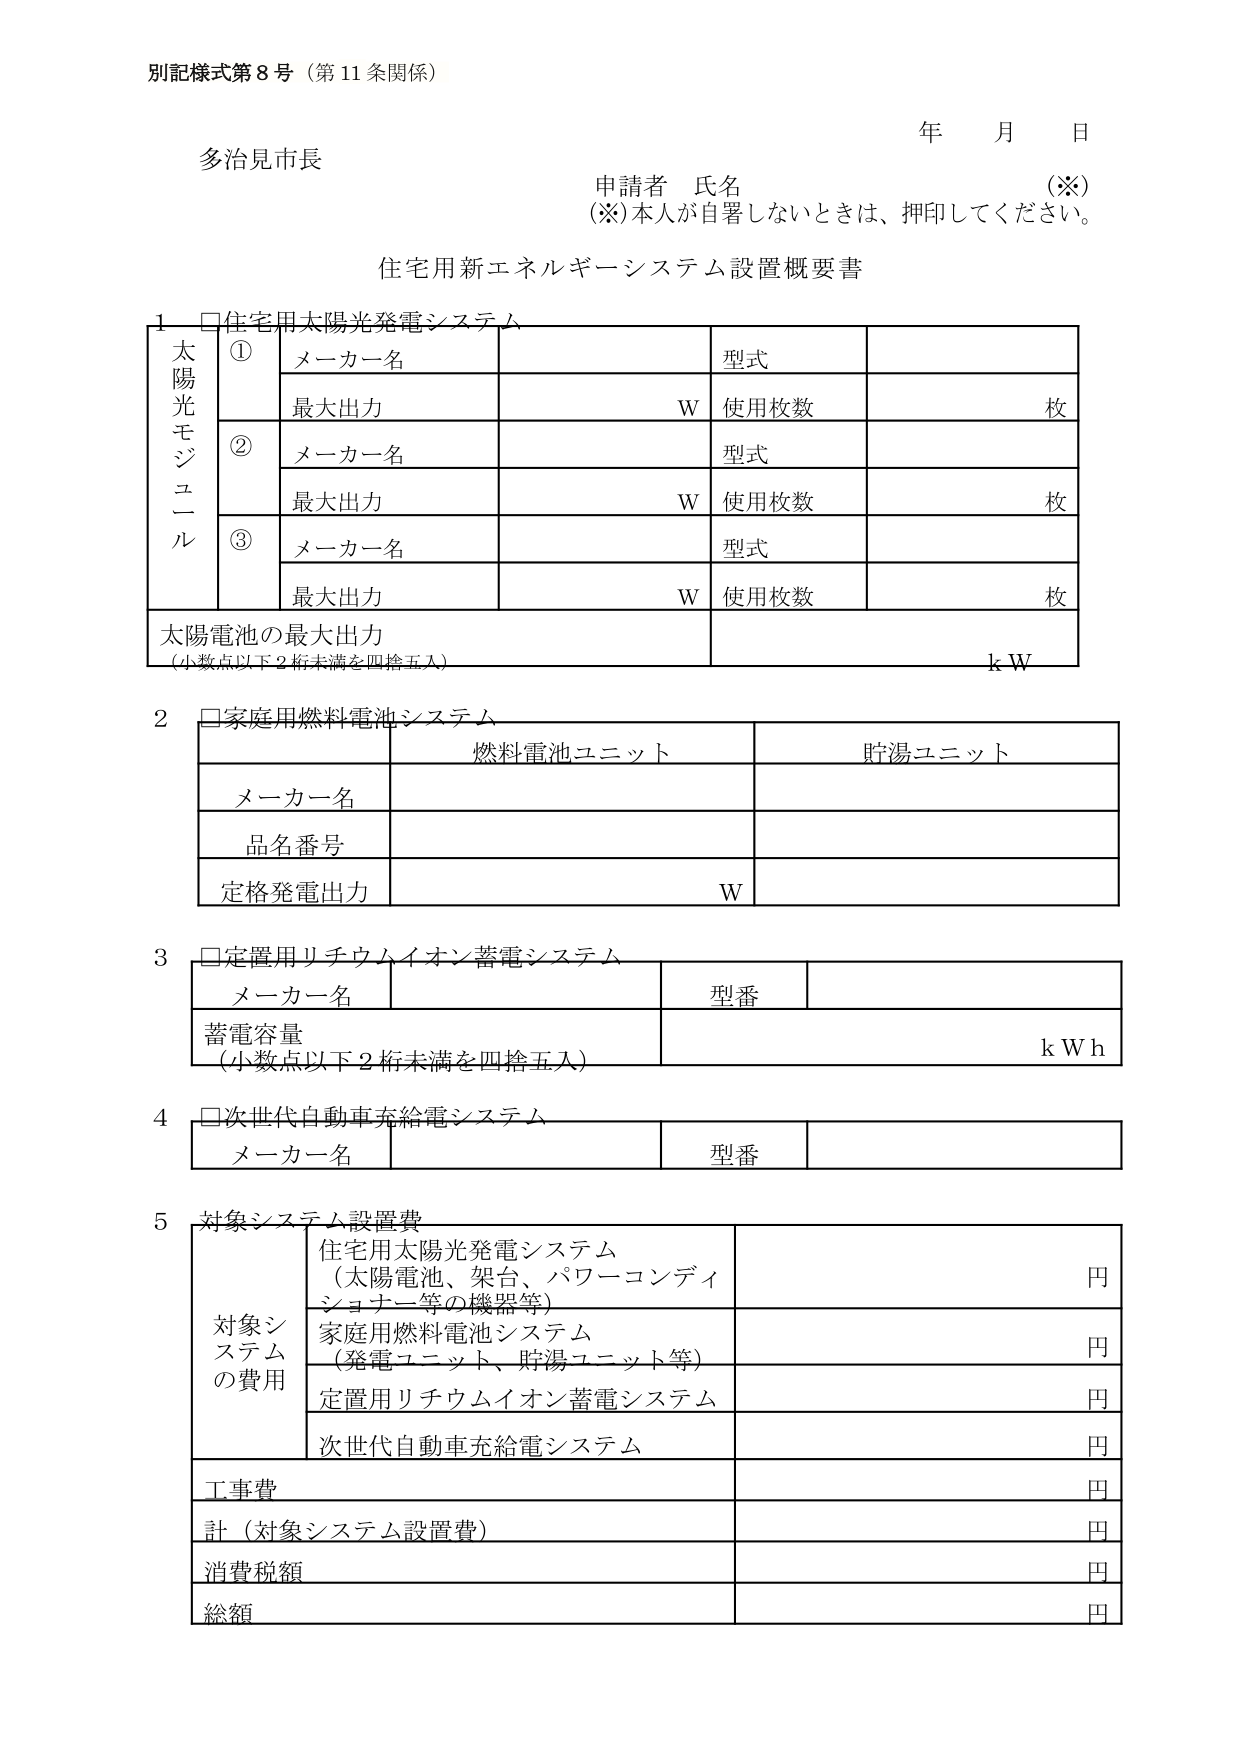 別記様式第８号（第 11 条関係）
年　　月　　日
多治見市長
申請者　氏名　　　　　　　　　　　　（※）
（※）本人が自署しないときは、押印してください。
住宅用新エネルギーシステム設置概要書
１　□住宅用太陽光発電システム
太陽光モジュール
① メーカー名 型式
最大出力 Ｗ 使用枚数 枚
② メーカー名 型式
最大出力 Ｗ 使用枚数 枚
③ メーカー名 型式
最大出力 Ｗ 使用枚数 枚
太陽電池の最大出力
（小数点以下２桁未満を四捨五入） ｋＷ
２　□家庭用燃料電池システム
燃料電池ユニット 貯湯ユニット
メーカー名
品名番号
定格発電出力 Ｗ
３　□定置用リチウムイオン蓄電システム
メーカー名 型番
蓄電容量
（小数点以下２桁未満を四捨五入） ｋＷｈ
４　□次世代自動車充給電システム
メーカー名 型番
５　対象システム設置費
対象シ
ステム
の費用
住宅用太陽光発電システム
（太陽電池、架台、パワーコンディ 円
ショナー等の機器等）
家庭用燃料電池システム
（発電ユニット、貯湯ユニット等） 円
定置用リチウムイオン蓄電システム 円
次世代自動車充給電システム 円
工事費 円
計（対象システム設置費） 円
消費税額 円
総額 円